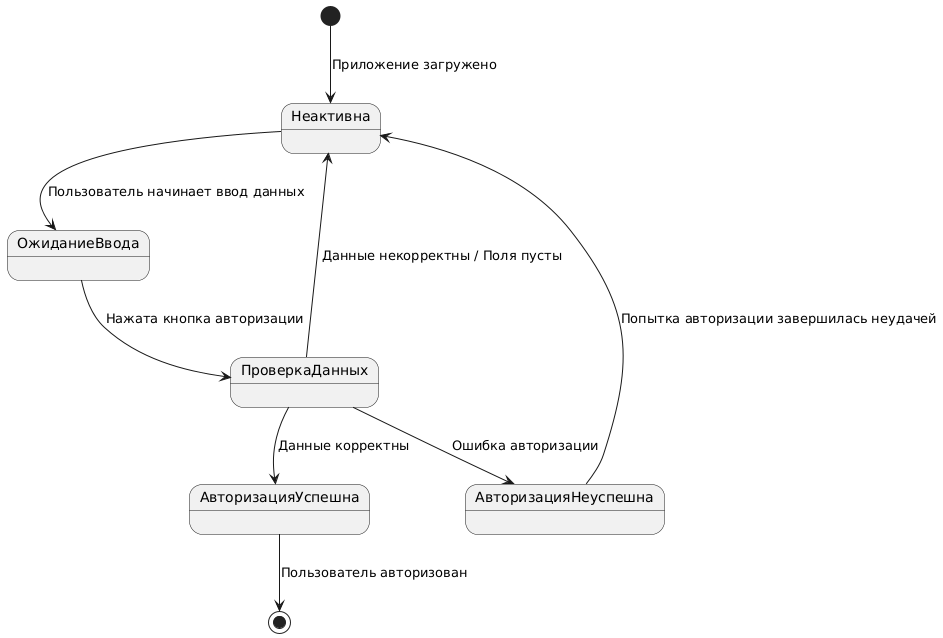 Приложение загружено
Неактивна
Пользователь начинает ввод данных
ОжиданиеВвода
Данные некорректны / Поля пусты
Нажата кнопка авторизации
Попытка авторизации завершилась неудачей
ПроверкаДанных
Данные корректны
Ошибка авторизации
АвторизацияУспешна
АвторизацияНеуспешна
Пользователь авторизован